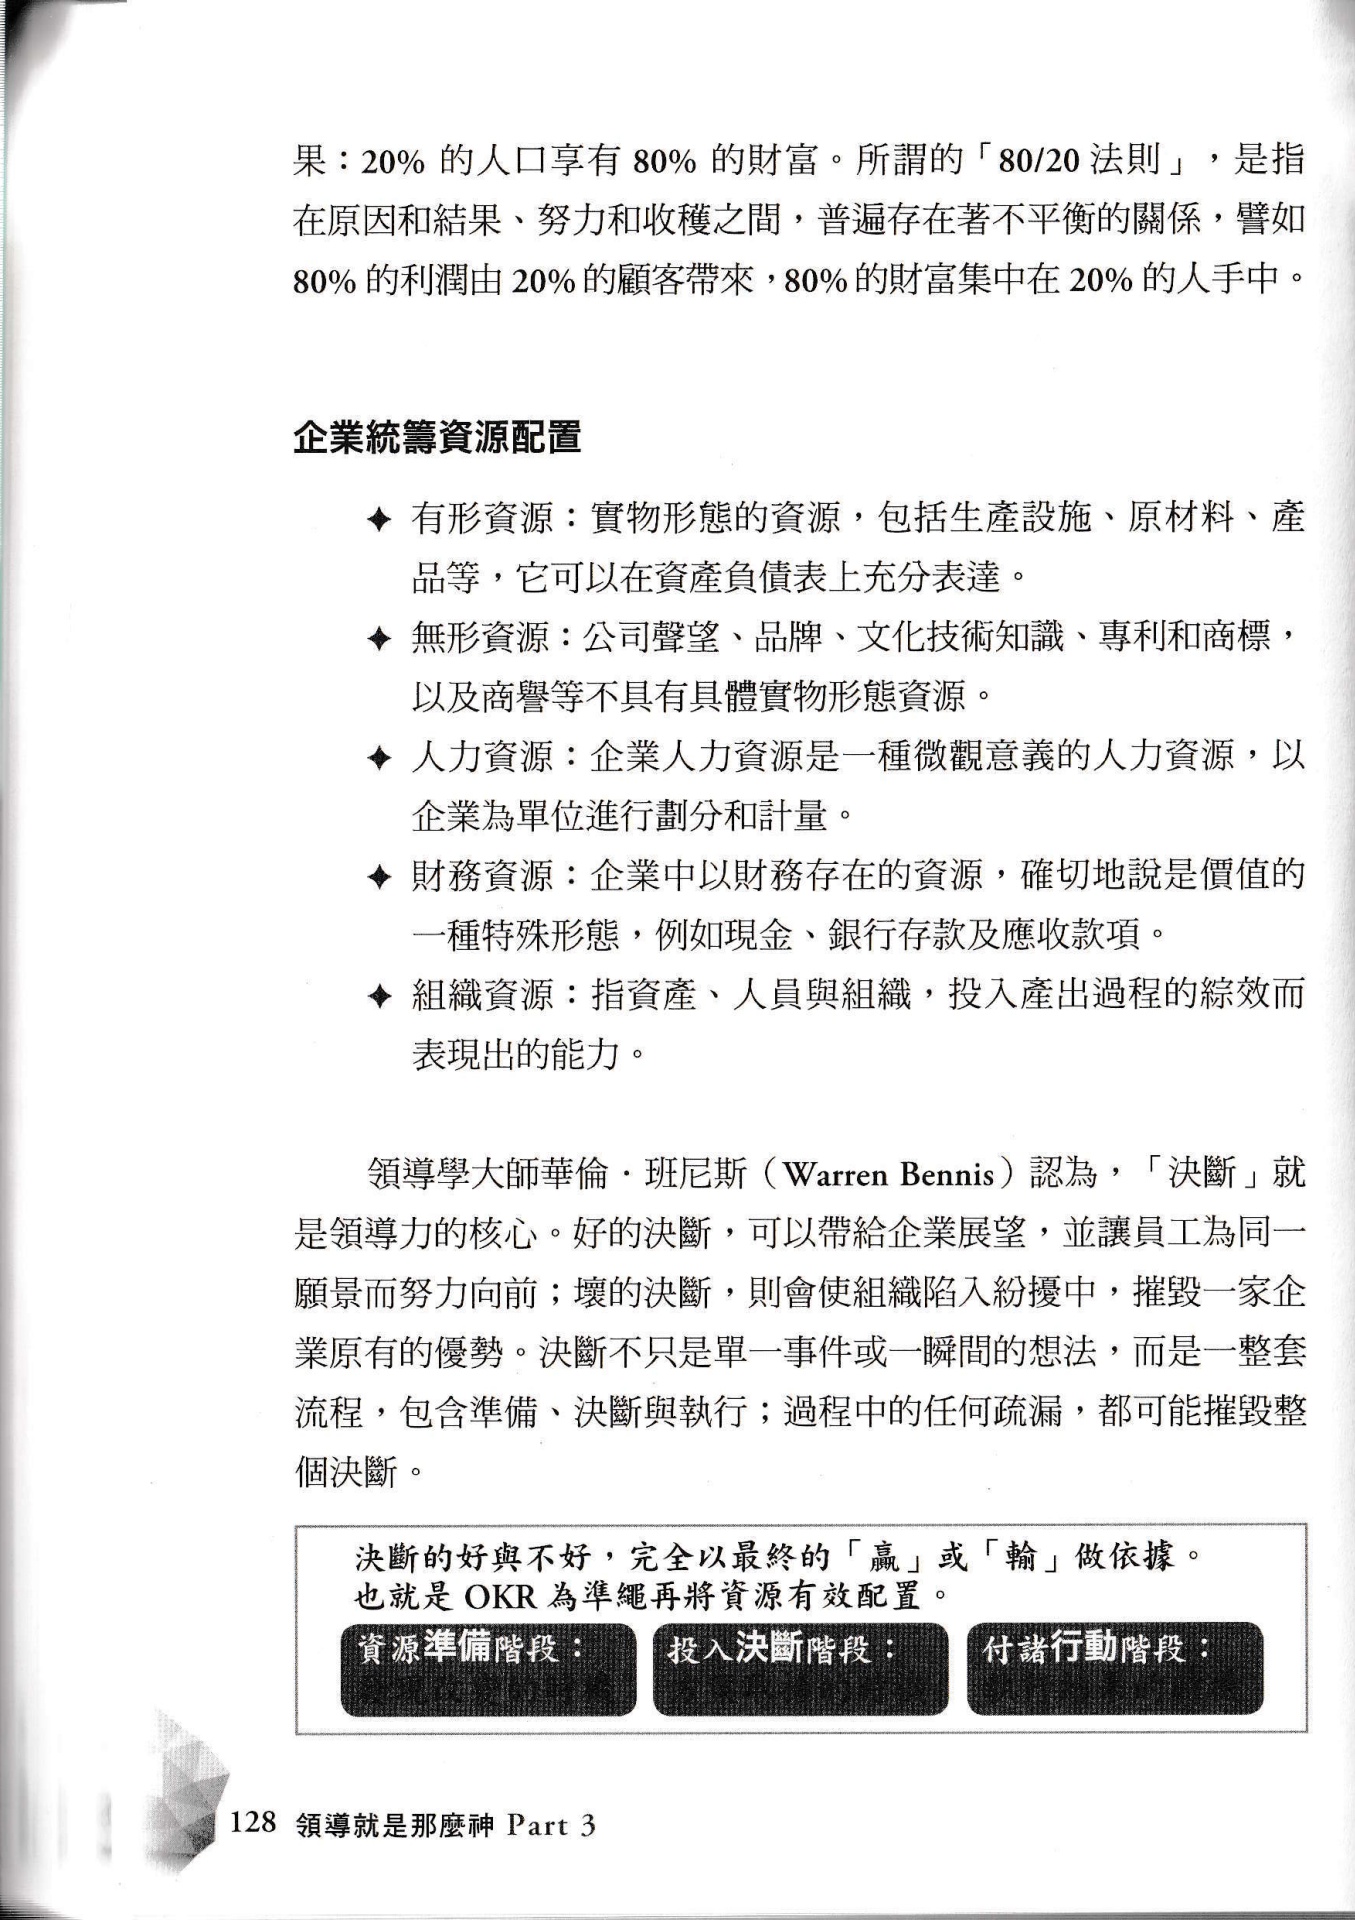 果：20% 的人口享有 80% 的財富。所謂的「80/20 法則」，是指
在原因和結果、努力和收穫之間，普遍存在著不平衡的關係，譬如
80% 的利潤由 20% 的顧客帶來，80% 的財富集中在 20% 的人手中。
企業統籌資源配置
✦ 有形資源：實物形態的資源，包括生產設施、原材料、產
品等，它可以在資產負債表上充分表達。
✦ 無形資源：公司聲望、品牌、文化技術知識、專利和商標，
以及商譽等不具有具體實物形態資源。
✦ 人力資源：企業人力資源是一種微觀意義的人力資源，以
企業為單位進行劃分和計量。
✦ 財務資源：企業中以財務存在的資源，確切地說是價值的
一種特殊形態，例如現金、銀行存款及應收款項。
✦ 組織資源：指資產、人員與組織，投入產出過程的綜效而
表現出的能力。
領導學大師華倫．班尼斯（Warren Bennis）認為，「決斷」就
是領導力的核心。好的決斷，可以帶給企業展望，並讓員工為同一
願景而努力向前；壞的決斷，則會使組織陷入紛擾中，摧毀一家企
業原有的優勢。決斷不只是單一事件或一瞬間的想法，而是一整套
流程，包含準備、決斷與執行；過程中的任何疏漏，都可能摧毀整
個決斷。
決斷的好與不好，完全以最終的「贏」或「輸」做依據。
也就是 OKR 為準繩再將資源有效配置。
資源準備階段：
投入決斷階段：
付諸行動階段：
128 領導就是那麼神 Part 3